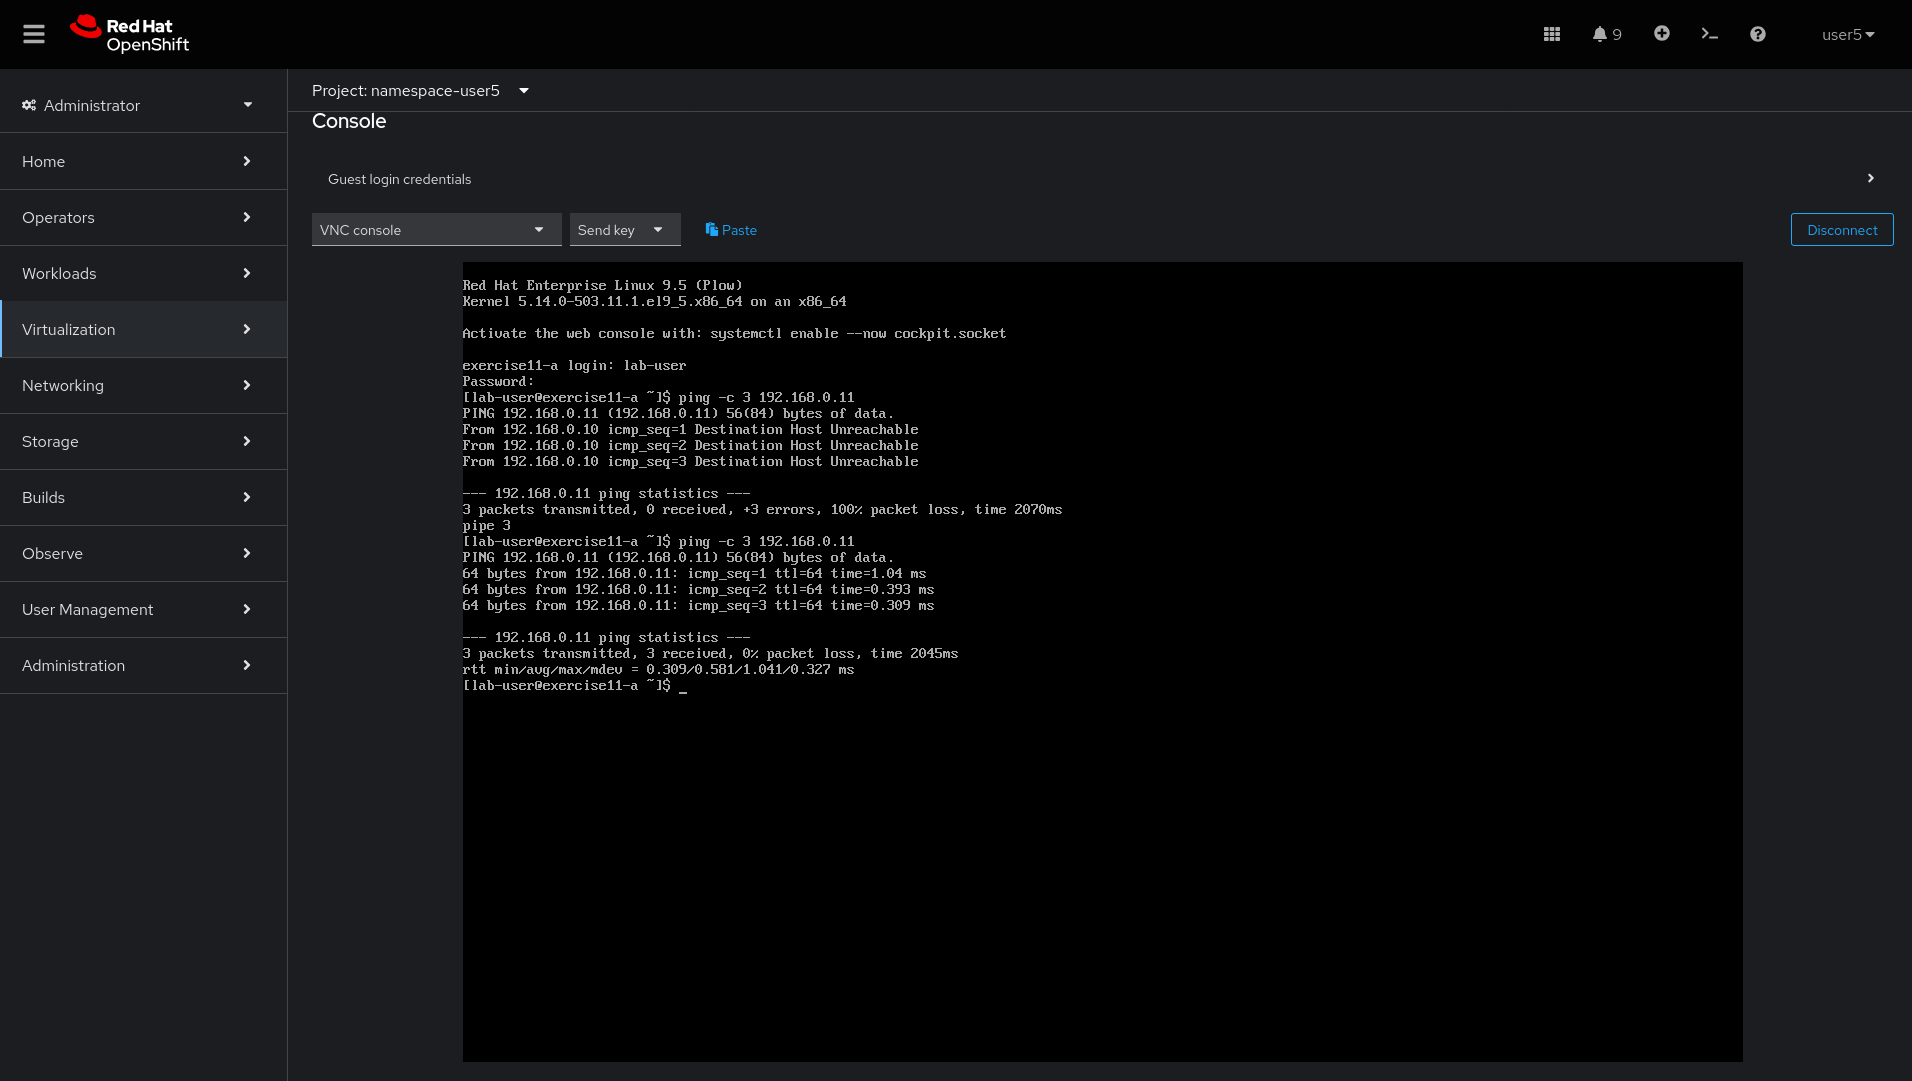 Red Hat
OpenShift
9
user5
Administrator
Home
Operators
Workloads
Virtualization
Networking
Storage
Builds
Observe
User Management
Administration
Project: namespace-user5
Console
Guest login credentials
VNC console
Send key
Paste
Disconnect
Red Hat Enterprise Linux 9.5 (Plow)
Kernel 5.14.0-503.11.1.el9_5.x86_64 on an x86_64
Activate the web console with: systemctl enable --now cockpit.socket
exercise11-a login: lab-user
Password:
[lab-user@exercise11-a ~]$ ping -c 3 192.168.0.11
PING 192.168.0.11 (192.168.0.11) 56(84) bytes of data.
From 192.168.0.10 icmp_seq=1 Destination Host Unreachable
From 192.168.0.10 icmp_seq=2 Destination Host Unreachable
From 192.168.0.10 icmp_seq=3 Destination Host Unreachable
--- 192.168.0.11 ping statistics ---
3 packets transmitted, 0 received, +3 errors, 100% packet loss, time 2070ms
pipe 3
[lab-user@exercise11-a ~]$ ping -c 3 192.168.0.11
PING 192.168.0.11 (192.168.0.11) 56(84) bytes of data.
64 bytes from 192.168.0.11: icmp_seq=1 ttl=64 time=1.04 ms
64 bytes from 192.168.0.11: icmp_seq=2 ttl=64 time=0.393 ms
64 bytes from 192.168.0.11: icmp_seq=3 ttl=64 time=0.309 ms
--- 192.168.0.11 ping statistics ---
3 packets transmitted, 3 received, 0% packet loss, time 2045ms
rtt min/avg/max/mdev = 0.309/0.581/1.041/0.327 ms
[lab-user@exercise11-a ~]$ _